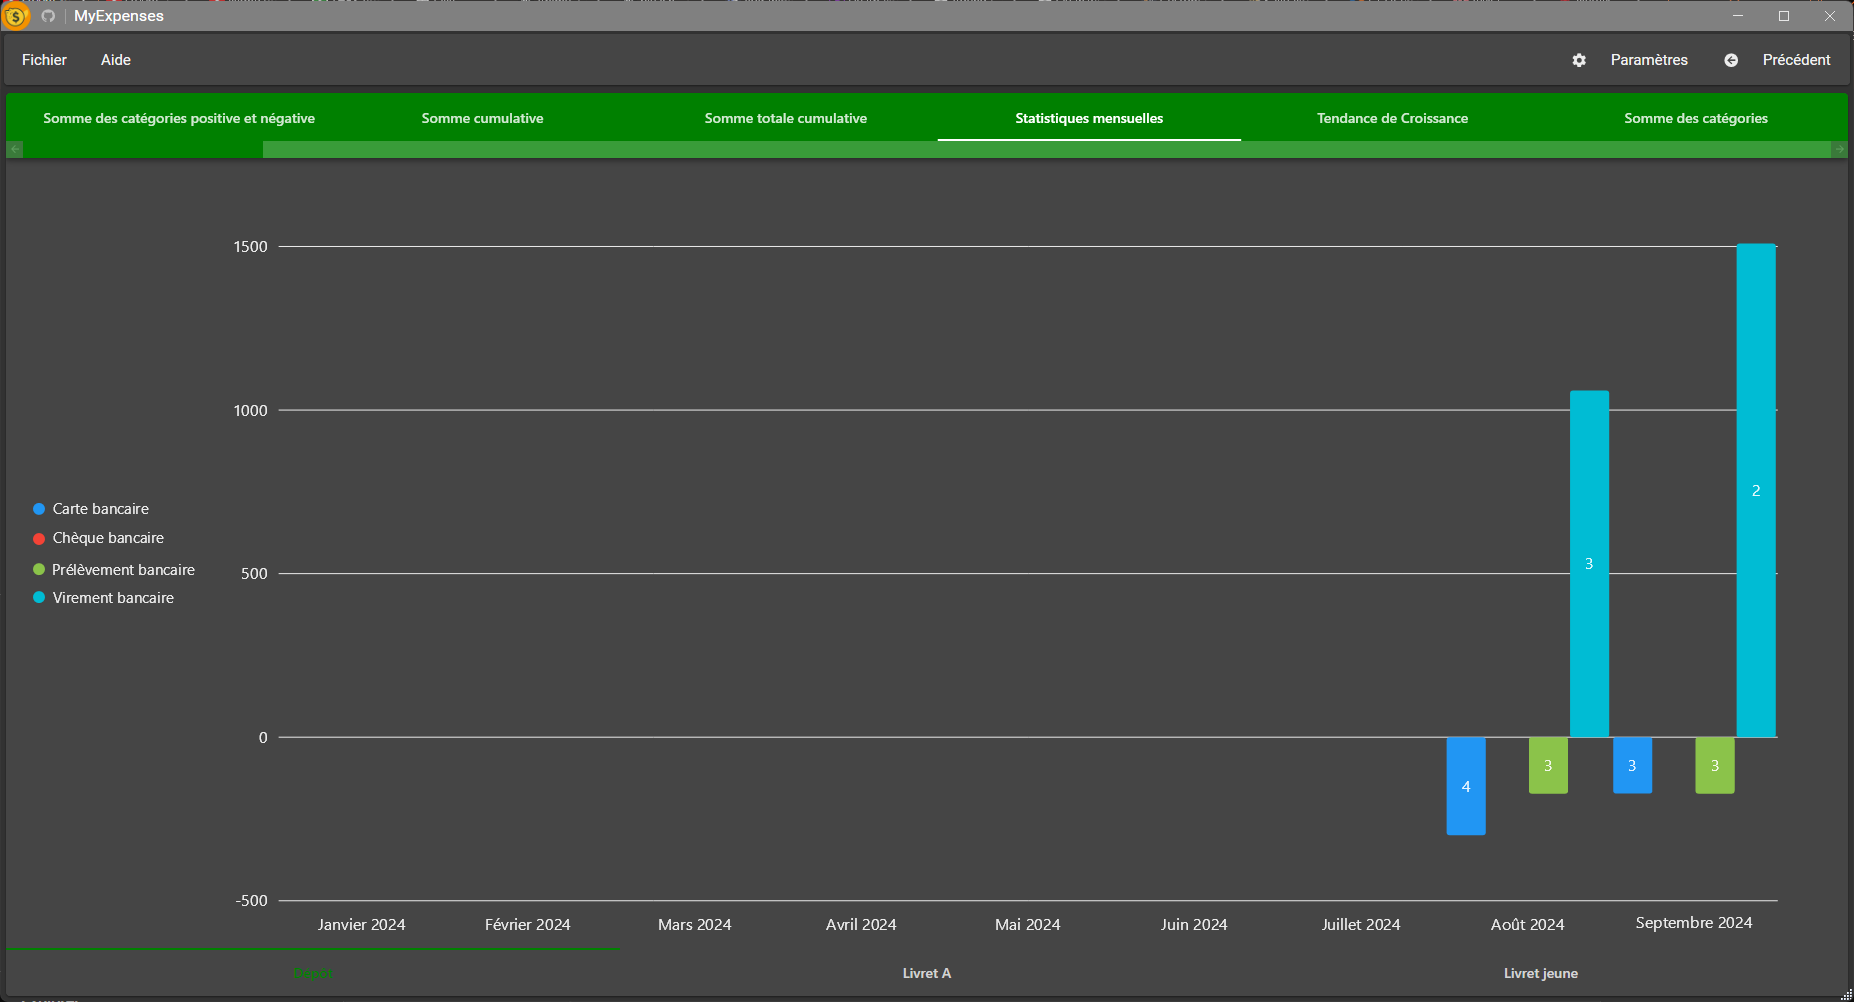 MyExpenses
Fichier Aide Paramètres Précédent
Somme des catégories positive et négative Somme cumulative Somme totale cumulative Statistiques mensuelles Tendance de Croissance Somme des catégories
1500
1000
500
0
-500
Carte bancaire
Chèque bancaire
Prélèvement bancaire
Virement bancaire
4
3
3
3
3
2
Janvier 2024 Février 2024 Mars 2024 Avril 2024 Mai 2024 Juin 2024 Juillet 2024 Août 2024 Septembre 2024
Dépôt Livret A Livret jeune